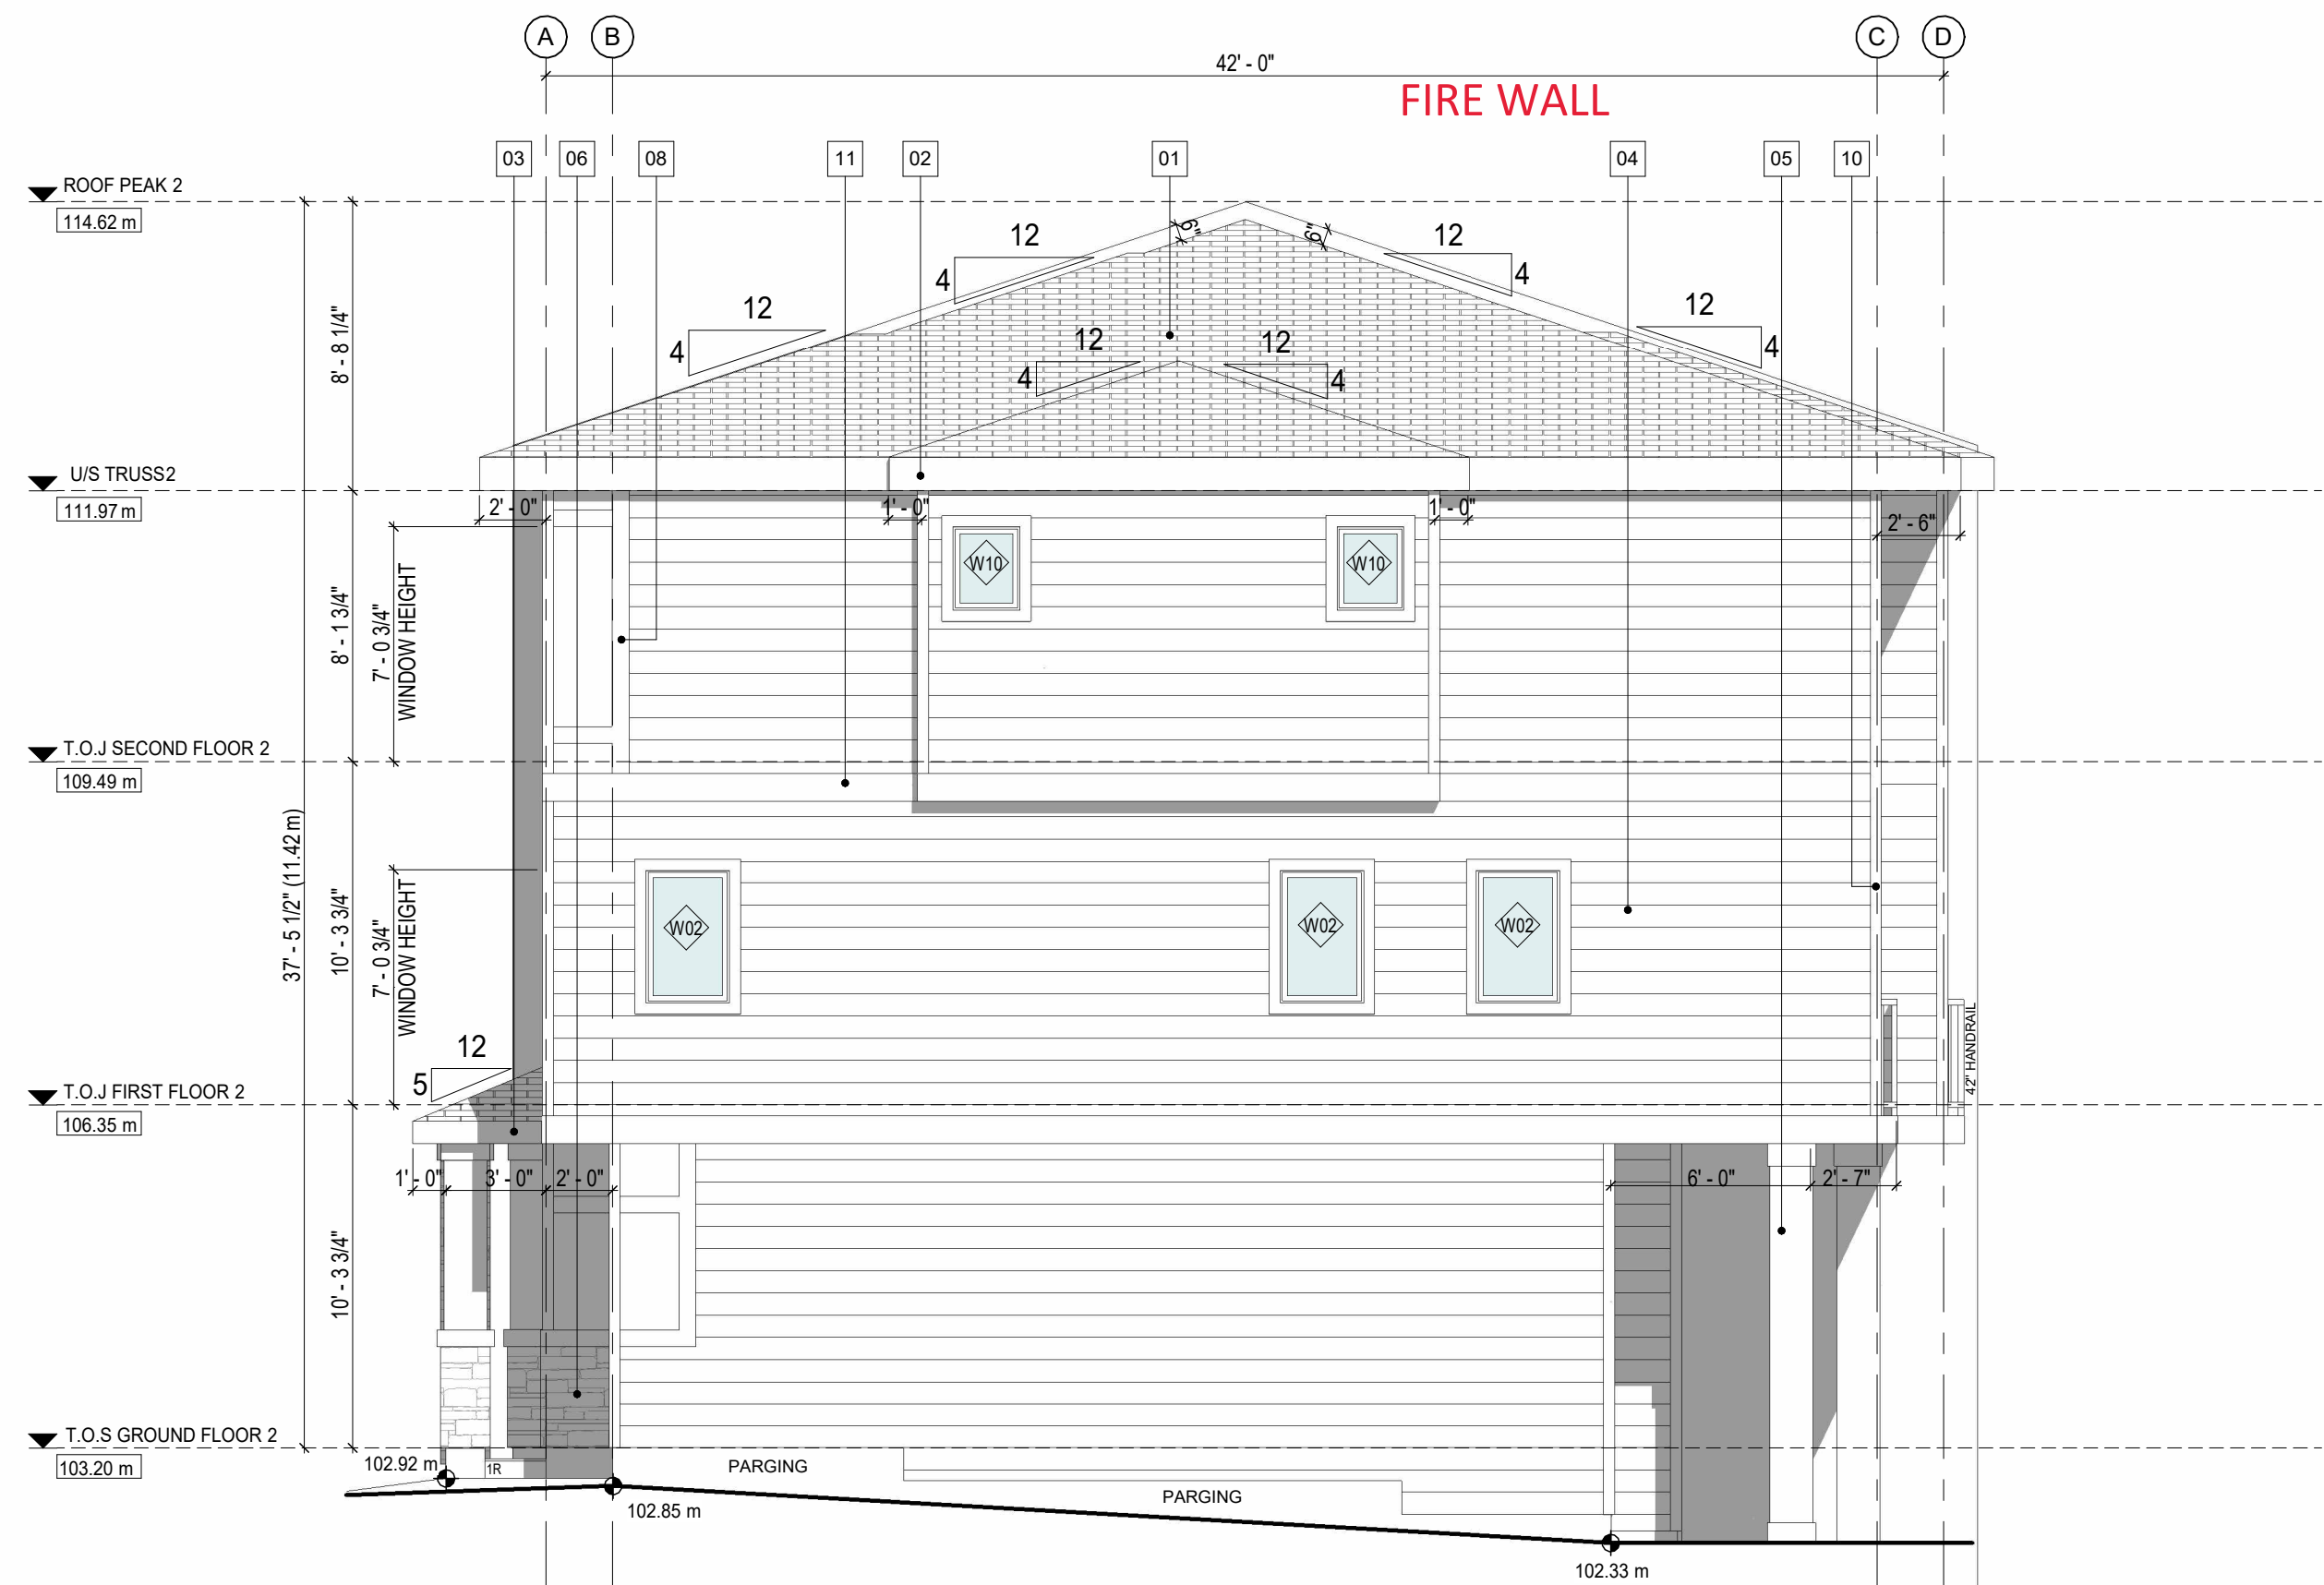 A B C D
42' - 0"
FIRE WALL
03 06 08 11 02 01 04 05 10
ROOF PEAK 2
114.62 m
6" 6"
12 12
4 4
12 12
4 4
12 12
4 4
8' - 8 1/4"
U/S TRUSS2
111.97 m
2' - 0" 1' - 0" 1' - 0" 2' - 6"
W10 W10
8' - 1 3/4"
7' - 0 3/4"
WINDOW HEIGHT
T.O.J SECOND FLOOR 2
109.49 m
37' - 5 1/2" (11.42m)
10' - 3 3/4"
7' - 0 3/4"
WINDOW HEIGHT
W02 W02 W02
12
5
42" HANDRAIL
T.O.J FIRST FLOOR 2
106.35 m
1' - 0" 3' - 0" 2' - 0" 6' - 0" 2' - 7"
10' - 3 3/4"
T.O.S GROUND FLOOR 2
103.20 m
102.92 m
1R
PARGING
PARGING
102.85 m
102.33 m